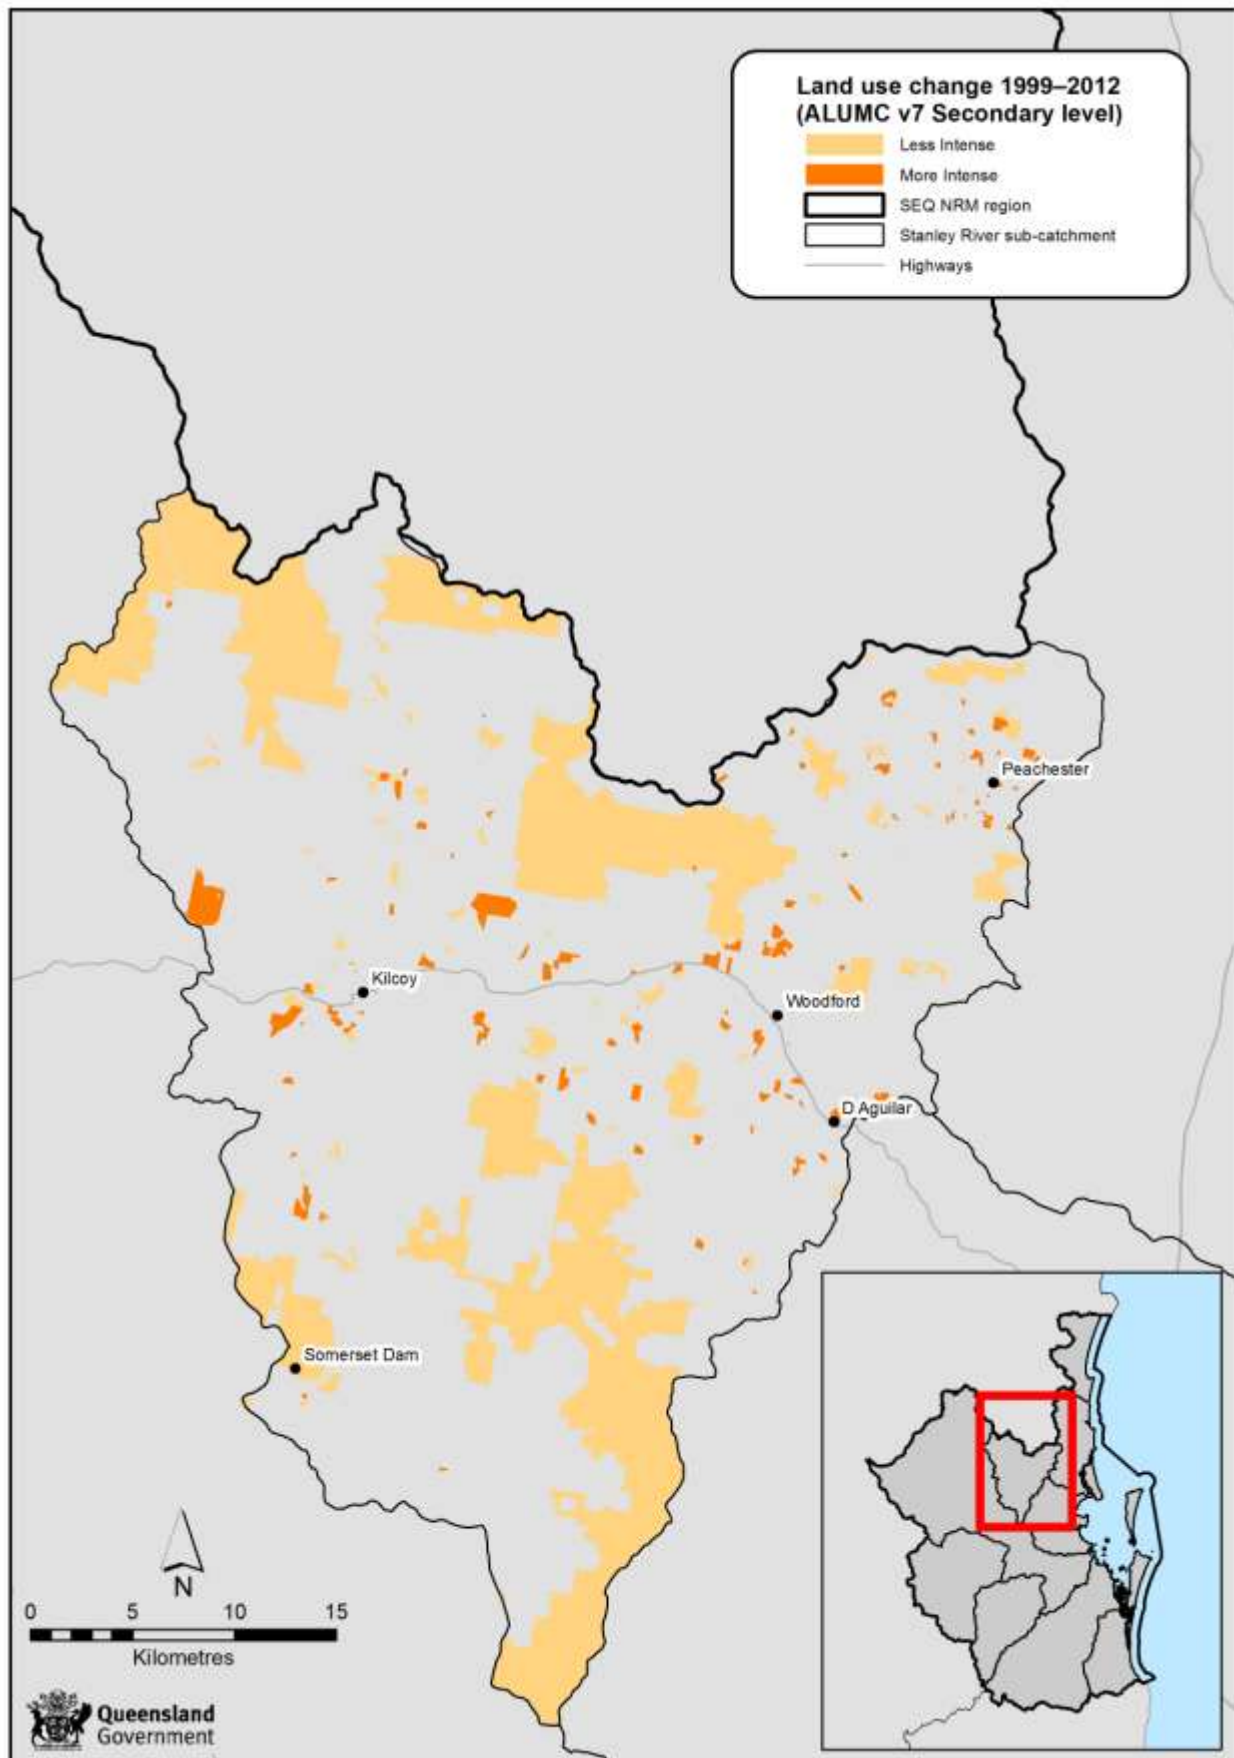 Land use change 1999–2012
(ALUMC v7 Secondary level)
Less Intense
More Intense
SEQ NRM region
Stanley River sub-catchment
Highways
Peachester
Kilcoy
Woodford
D Aguilar
Somerset Dam
N
0 5 10 15
Kilometres
Queensland
Government